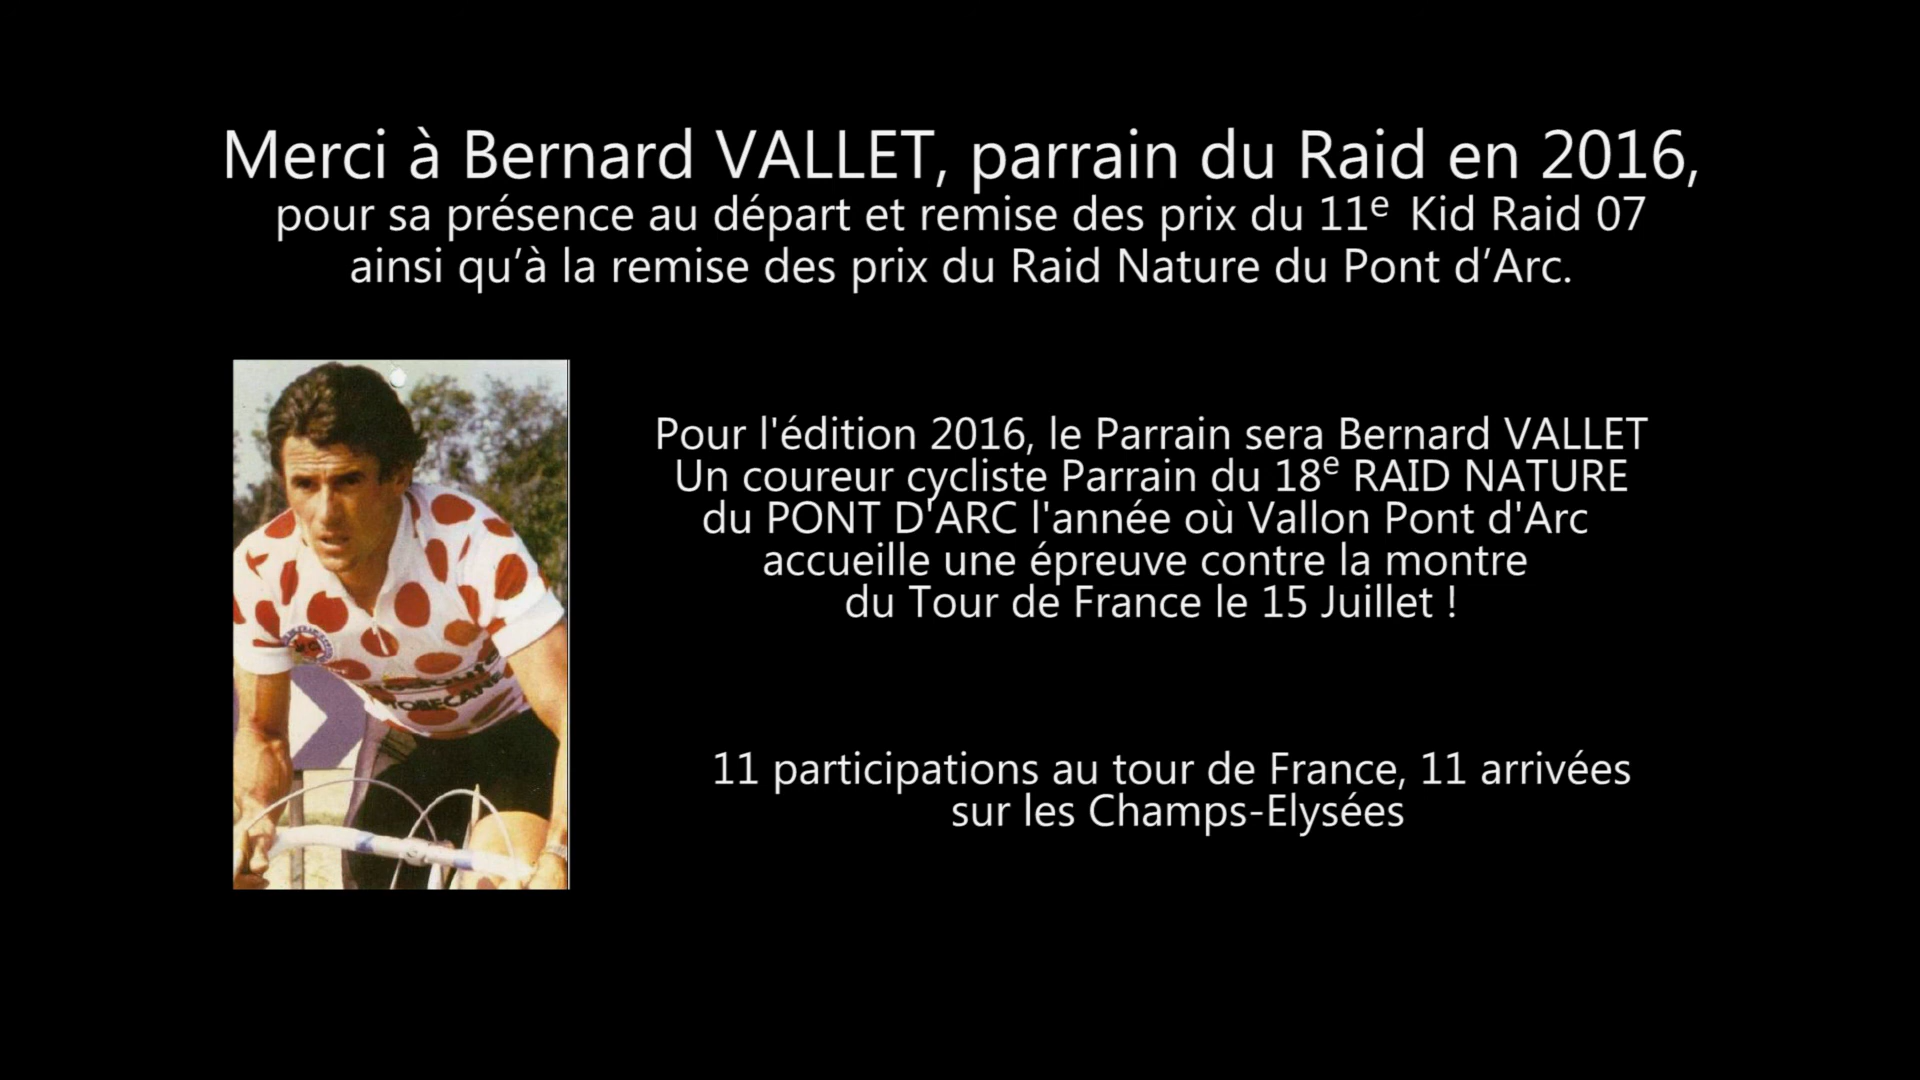 Merci à Bernard VALLET, parrain du Raid en 2016,
pour sa présence au départ et remise des prix du 11e Kid Raid 07
ainsi qu’à la remise des prix du Raid Nature du Pont d’Arc.
Pour l'édition 2016, le Parrain sera Bernard VALLET
Un coureur cycliste Parrain du 18e RAID NATURE
du PONT D'ARC l'année où Vallon Pont d'Arc
accueille une épreuve contre la montre
du Tour de France le 15 Juillet !
11 participations au tour de France, 11 arrivées
sur les Champs-Elysées